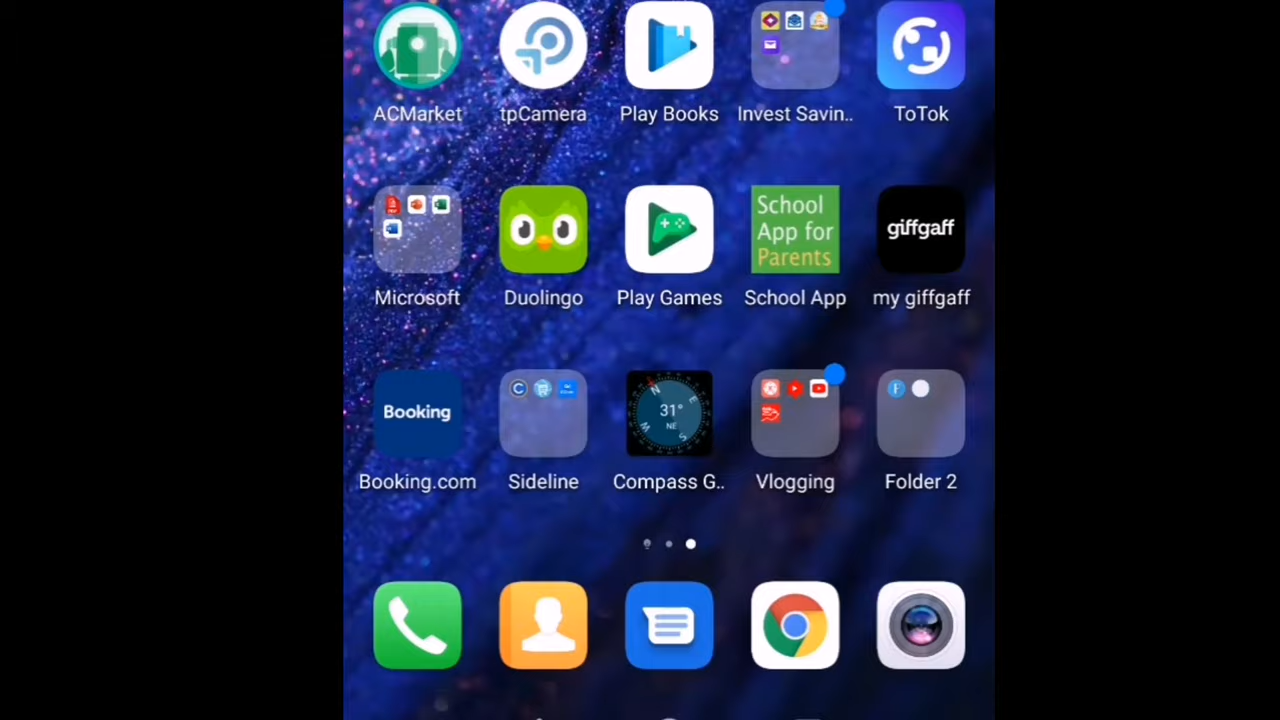 ACMarket
tpCamera
Play Books
Invest Savin..
ToTok
School
App for
Parents
giffgaff
Microsoft
Duolingo
Play Games
School App
my giffgaff
Booking
N
E
31°
NE
W
S
Booking.com
Sideline
Compass G..
Vlogging
Folder 2